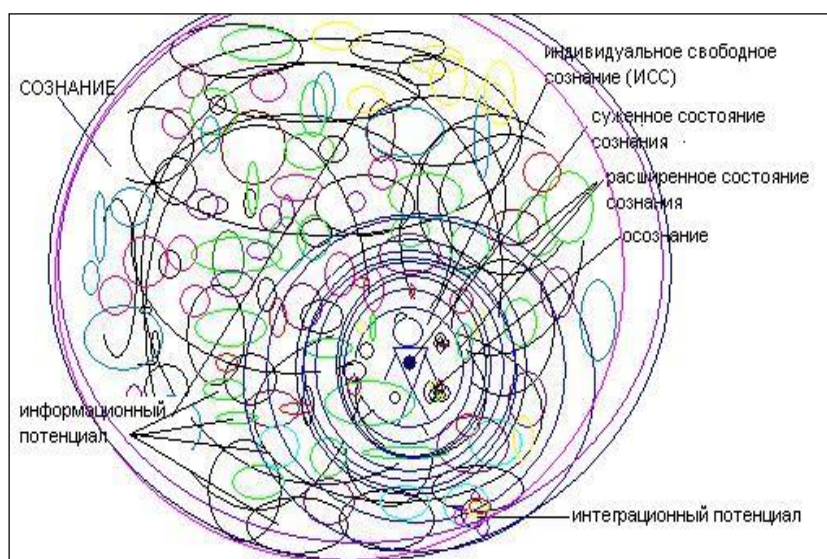 СОЗНАНИЕ
индивидуальное свободное
сознание (ИСС)
суженное состояние
сознания
расширенное состояние
сознания
осознание
информационный
потенциал
интеграционный потенциал